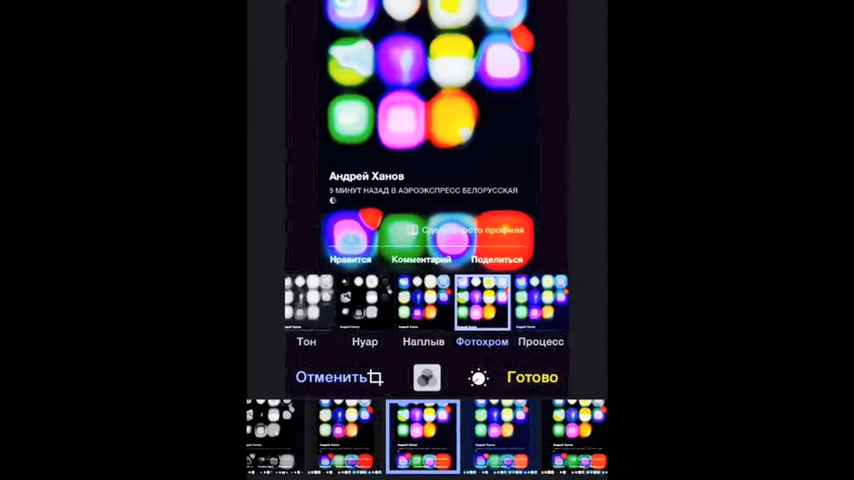 Андрей Ханов
9 МИНУТ НАЗАД В АЭРОЭКСПРЕСС БЕЛОРУССКАЯ
Сделать фото профиля
Нравится Комментарий Поделиться
Тон Нуар Наплыв Фотохром Процесс
Отменить Готово